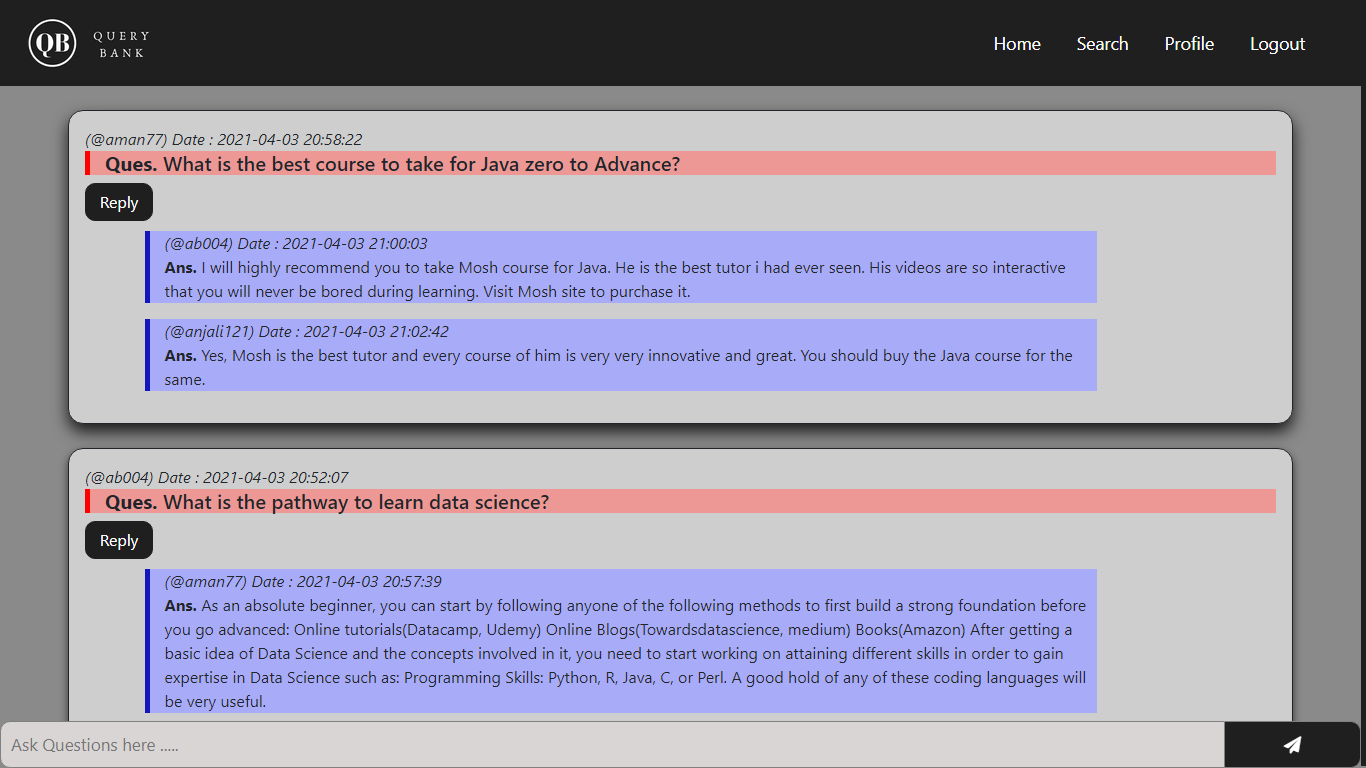 QB
QUERY
BANK
Home Search Profile Logout
(@aman77) Date : 2021-04-03 20:58:22
Ques. What is the best course to take for Java zero to Advance?
Reply
(@ab004) Date : 2021-04-03 21:00:03
Ans. I will highly recommend you to take Mosh course for Java. He is the best tutor i had ever seen. His videos are so interactive
that you will never be bored during learning. Visit Mosh site to purchase it.
(@anjali121) Date : 2021-04-03 21:02:42
Ans. Yes, Mosh is the best tutor and every course of him is very very innovative and great. You should buy the Java course for the
same.
(@ab004) Date : 2021-04-03 20:52:07
Ques. What is the pathway to learn data science?
Reply
(@aman77) Date : 2021-04-03 20:57:39
Ans. As an absolute beginner, you can start by following anyone of the following methods to first build a strong foundation before
you go advanced: Online tutorials(Datacamp, Udemy) Online Blogs(Towardsdatascience, medium) Books(Amazon) After getting a
basic idea of Data Science and the concepts involved in it, you need to start working on attaining different skills in order to gain
expertise in Data Science such as: Programming Skills: Python, R, Java, C, or Perl. A good hold of any of these coding languages will
be very useful.
Ask Questions here .....